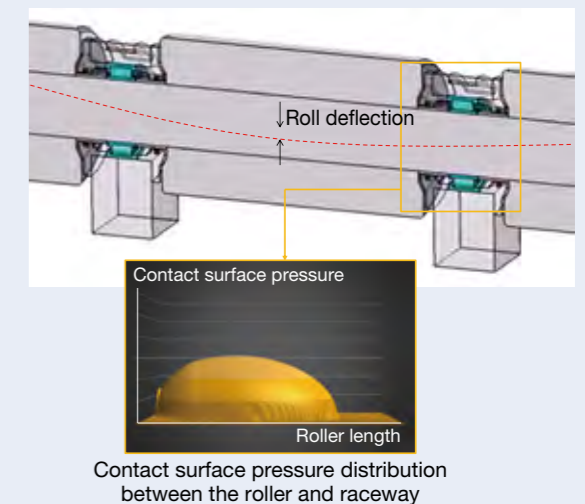 Roll deflection
Contact surface pressure
Roller length
Contact surface pressure distribution
between the roller and raceway